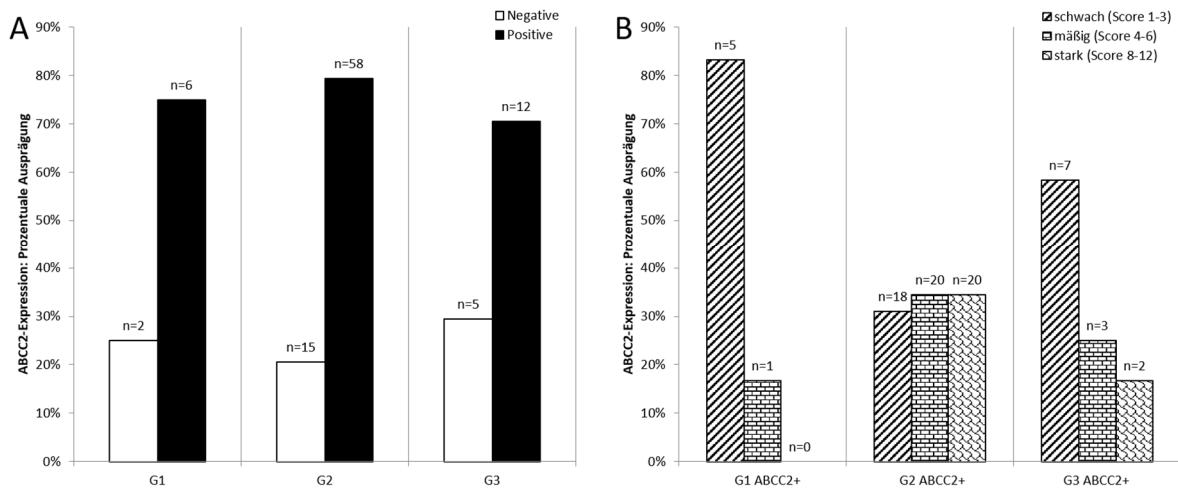 A
Negative
Positive
ABCC2-Expression: Prozentuale Ausprägung
90%
80%
70%
60%
50%
40%
30%
20%
10%
0%
n=2
n=6
n=15
n=58
n=5
n=12
G1
G2
G3
B
schwach (Score 1-3)
mäßig (Score 4-6)
stark (Score 8-12)
ABCC2-Expression: Prozentuale Ausprägung
90%
80%
70%
60%
50%
40%
30%
20%
10%
0%
n=5
n=1
n=0
n=18
n=20
n=20
n=7
n=3
n=2
G1 ABCC2+
G2 ABCC2+
G3 ABCC2+